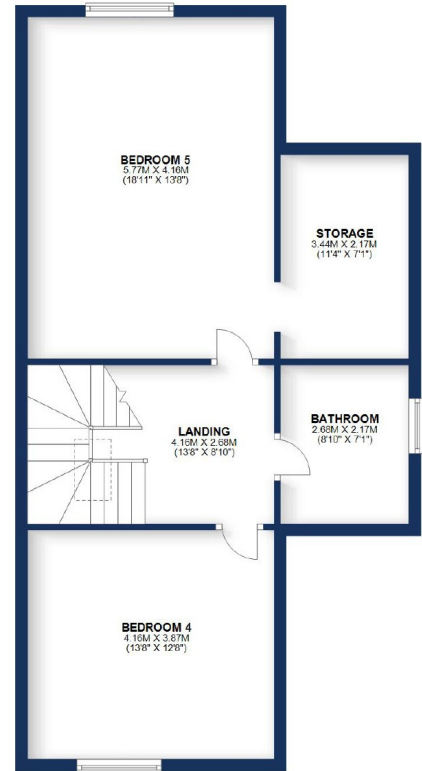 BEDROOM 5
5.77M X 4.16M
(18'11" X 13'8")
STORAGE
3.44M X 2.17M
(11'4" X 7'1")
LANDING
4.16M X 2.68M
(13'8" X 8'10")
BATHROOM
2.68M X 2.17M
(8'10" X 7'1")
BEDROOM 4
4.16M X 3.87M
(13'8" X 12'8")